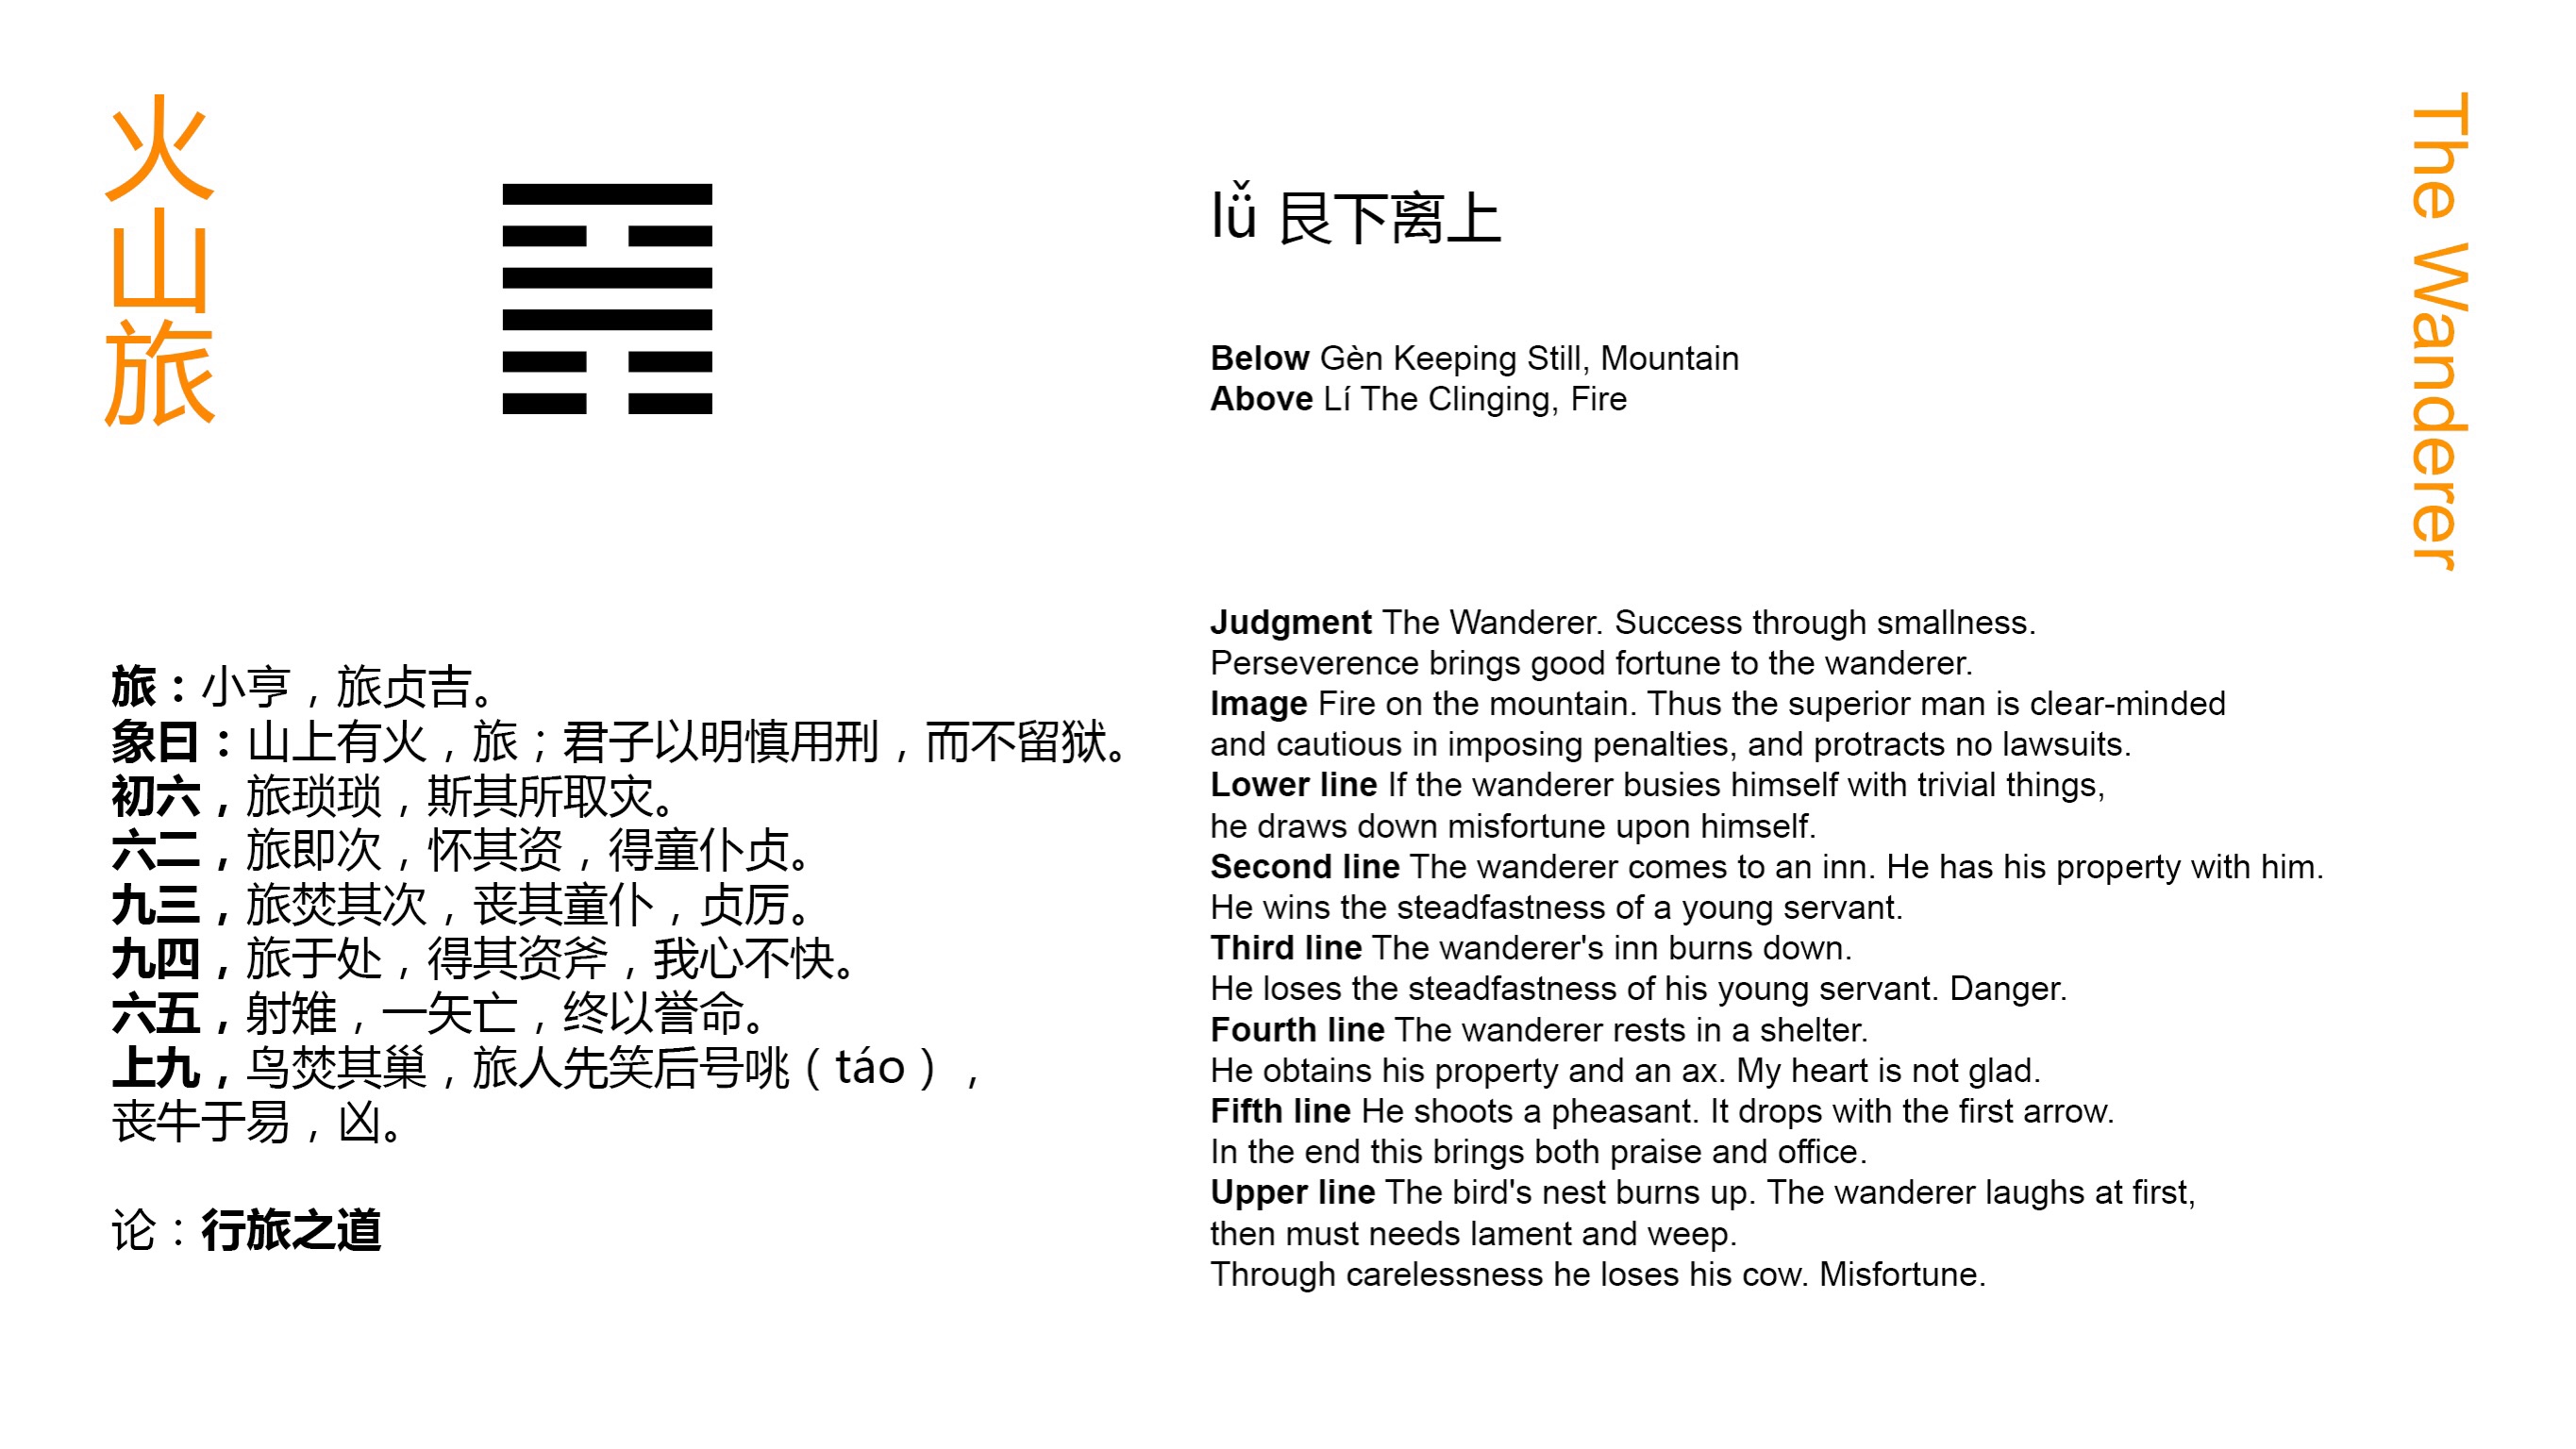 火山旅
lǚ 艮下离上
Below Gèn Keeping Still, Mountain
Above Lí The Clinging, Fire
The Wanderer
旅：小亨，旅贞吉。
象曰：山上有火，旅；君子以明慎用刑，而不留狱。
初六，旅琐琐，斯其所取灾。
六二，旅即次，怀其资，得童仆贞。
九三，旅焚其次，丧其童仆，贞厉。
九四，旅于处，得其资斧，我心不快。
六五，射雉，一矢亡，终以誉命。
上九，鸟焚其巢，旅人先笑后号咷（táo），
丧牛于易，凶。
论：行旅之道
Judgment The Wanderer. Success through smallness.
Perseverence brings good fortune to the wanderer.
Image Fire on the mountain. Thus the superior man is clear-minded
and cautious in imposing penalties, and protracts no lawsuits.
Lower line If the wanderer busies himself with trivial things,
he draws down misfortune upon himself.
Second line The wanderer comes to an inn. He has his property with him.
He wins the steadfastness of a young servant.
Third line The wanderer's inn burns down.
He loses the steadfastness of his young servant. Danger.
Fourth line The wanderer rests in a shelter.
He obtains his property and an ax. My heart is not glad.
Fifth line He shoots a pheasant. It drops with the first arrow.
In the end this brings both praise and office.
Upper line The bird's nest burns up. The wanderer laughs at first,
then must needs lament and weep.
Through carelessness he loses his cow. Misfortune.